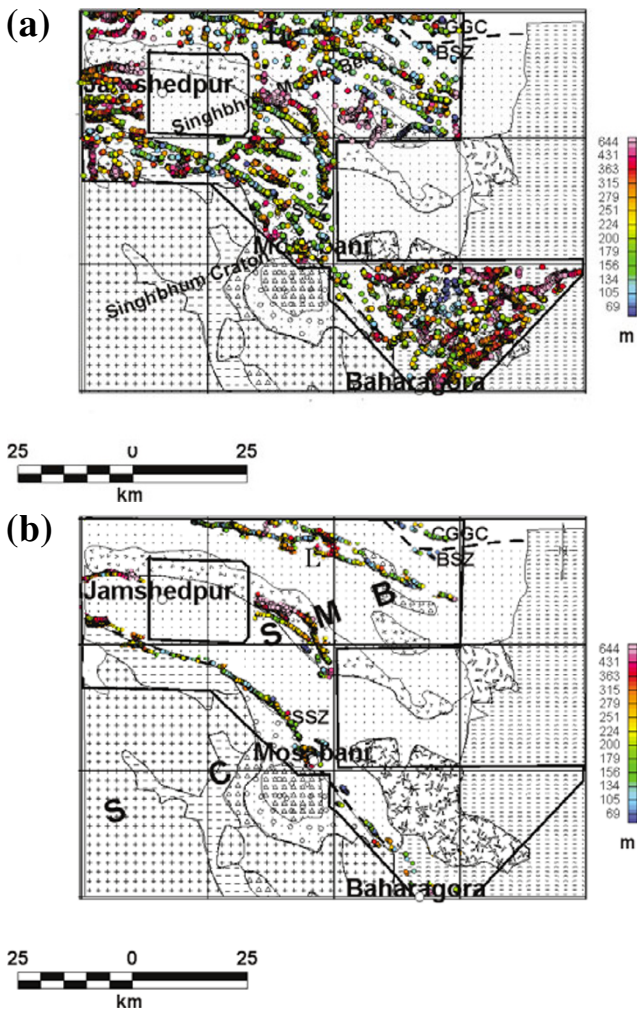 (a)
CGGC
BSZ
Jamshedpur
Mosabani
Singhbhum Craton
Baharagora
644
431
363
315
279
251
224
200
179
156
134
105
69
m
25 0 25
km
(b)
CGGC
BSZ
L
N
Jamshedpur
S M B
SSZ
Mosabani
S C
Baharagora
644
431
363
315
279
251
224
200
179
156
134
105
69
m
25 0 25
km